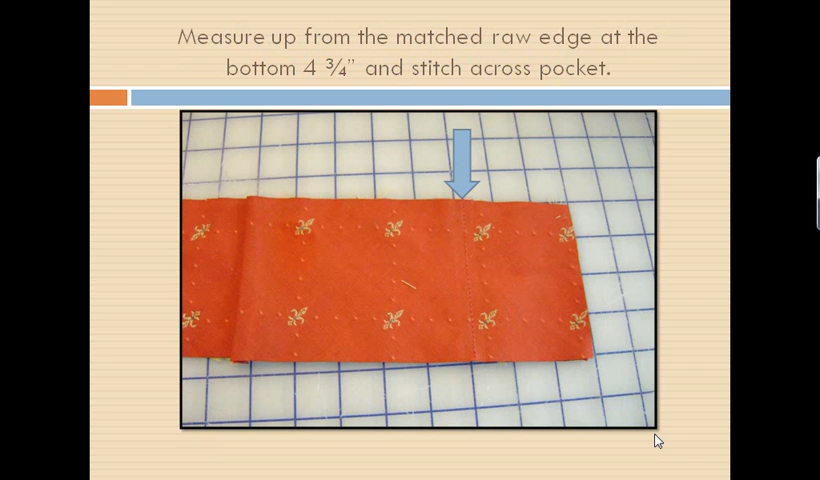 Measure up from the matched raw edge at the
bottom 4 ¾” and stitch across pocket.